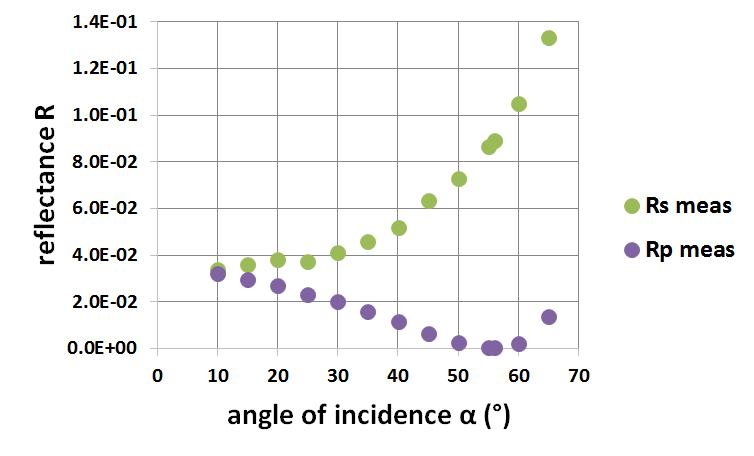 1.4E-01
1.2E-01
1.0E-01
8.0E-02
6.0E-02
4.0E-02
2.0E-02
0.0E+00
reflectance R
0 10 20 30 40 50 60 70
angle of incidence α (°)
Rs meas
Rp meas